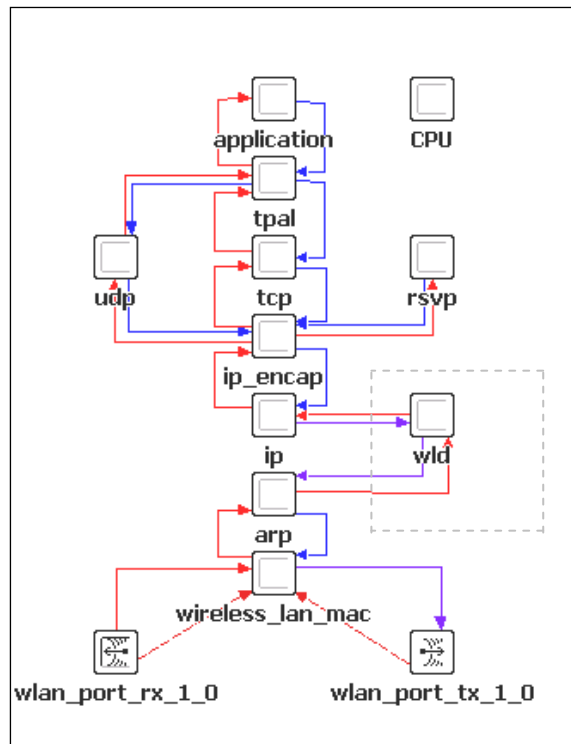 application
CPU
tpal
udp
tcp
rsvp
ip_encap
ip
wld
arp
wireless_lan_mac
wlan_port_rx_1_0
wlan_port_tx_1_0